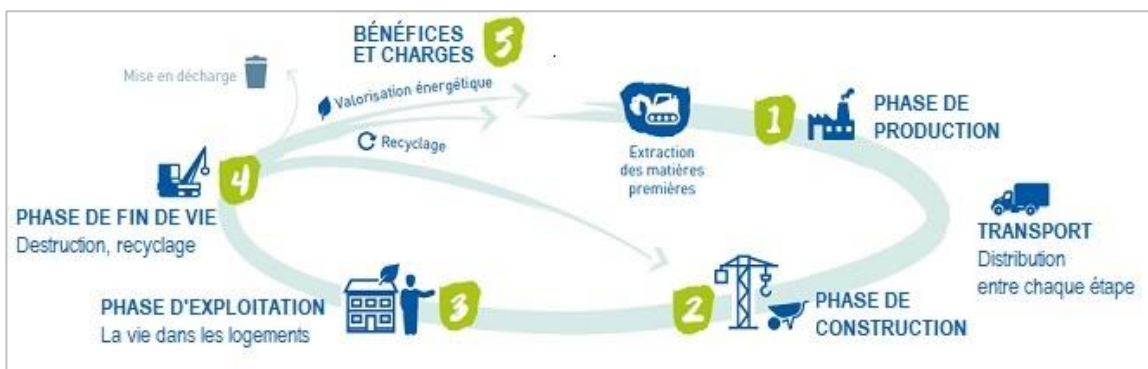 BÉNÉFICES
ET CHARGES
5
Mise en décharge
Valorisation énergétique
Recyclage
Extraction
des matières
premières
1
PHASE DE
PRODUCTION
4
PHASE DE FIN DE VIE
Destruction, recyclage
TRANSPORT
Distribution
entre chaque étape
PHASE D'EXPLOITATION
La vie dans les logements
3
2
PHASE DE
CONSTRUCTION